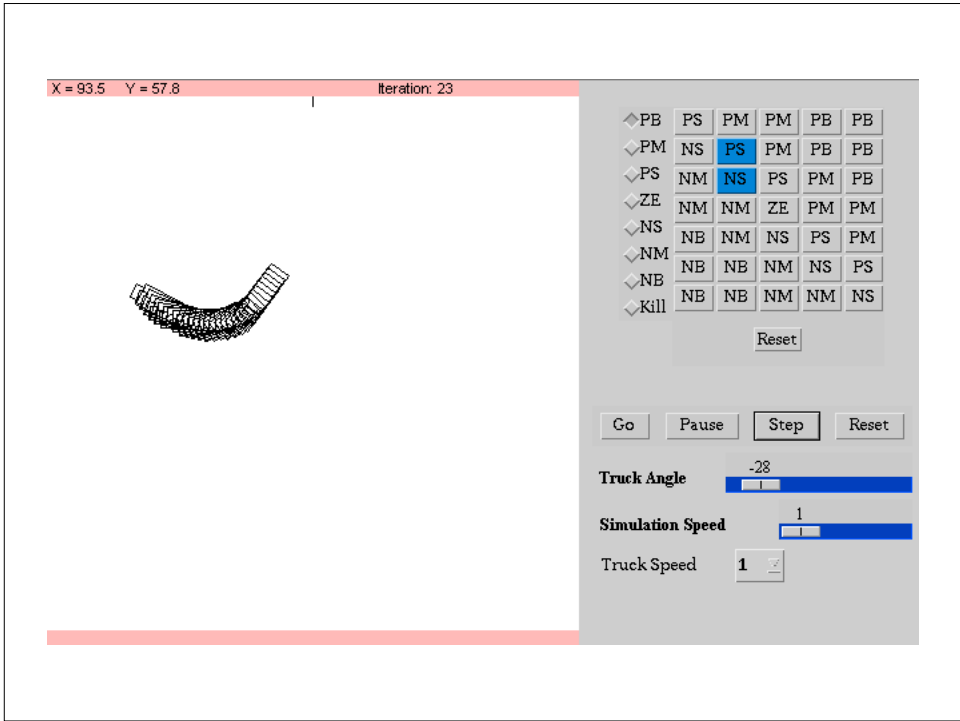 X = 93.5 Y = 57.8 Iteration: 23
PB PS PM PM PB PB
PM NS PS PM PB PB
PS NM NS PS PM PB
ZE NM NM ZE PM PM
NS NB NM NS PS PM
NM NB NB NM NS PS
NB NB NB NM NM NS
Kill
Reset
Go Pause Step Reset
-28
Truck Angle
1
Simulation Speed
Truck Speed 1